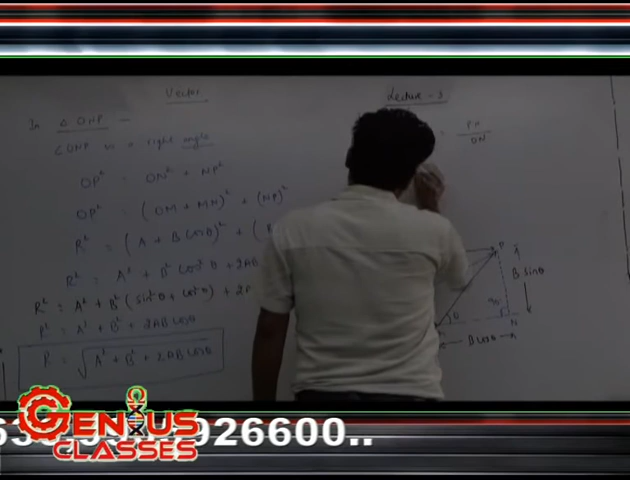 Vector
Lecture - 3
In ∠ OHP -
∠OHP is a right angle
OP² = ON² + NP²
OP² = (OM + MN)² + (NP)²
R² = (A + B cosθ)² + (
R² = A² + B² cos²θ + 2AB
R² = A² + B² (sin²θ + cos²θ) + 2
R² = A² + B² + 2AB cosθ
R = √A² + B² + 2AB cosθ
= PN/ON
P
B sinθ
90°
θ
N
B cosθ
GENIUS
CLASSES
926600..